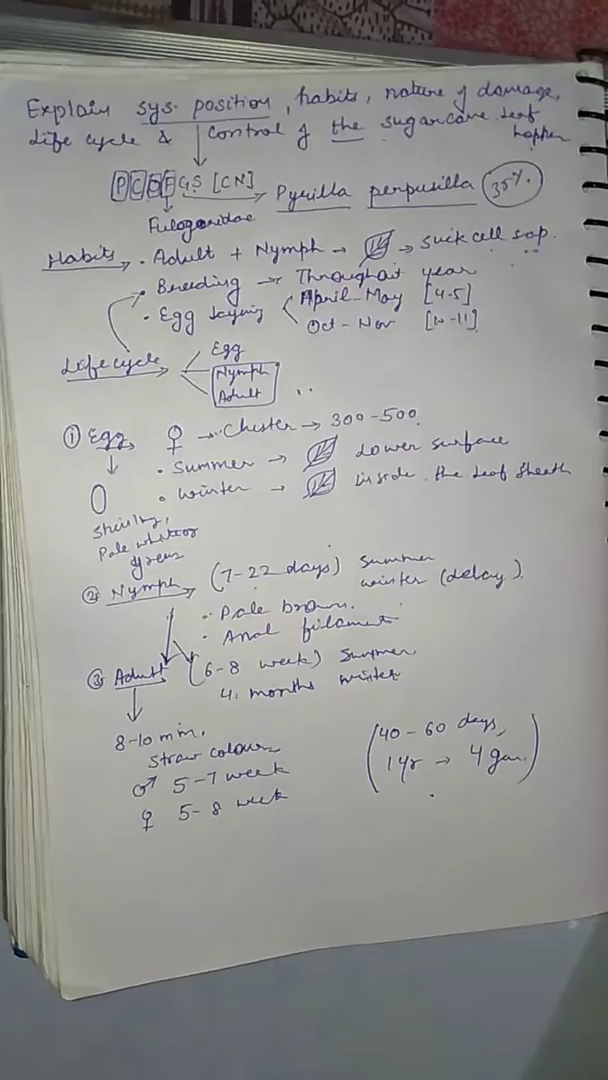 Explain sys. position, habits, nature of damage,
Life cycle & control of the sugarcane leaf
hopper
PCOFGS [CN] → Pyrilla perpusilla 35%
Fulogoridae
Habits → • Adult + Nymph → → suck cell sap.
• Breeding → Throughout year
• Egg laying April-May [4-5]
Oct-Nov [10-11]
Life cycle → Egg
Nymph
Adult
① Egg → ♀ → Cluster → 300-500
• Summer → Lower surface
• winter → inside the leaf sheath
Shining,
Pale whitish
green
② Nymph → (7-22 days) Summer
winter (delay).
• Pale brown.
• Anal filament
③ Adult (6-8 week) Summer
4. months winter
8-10 mm.
Straw colour
♂ 5-7 week
♀ 5-8 week
(40-60 days,
1 yr → 4 gen.)